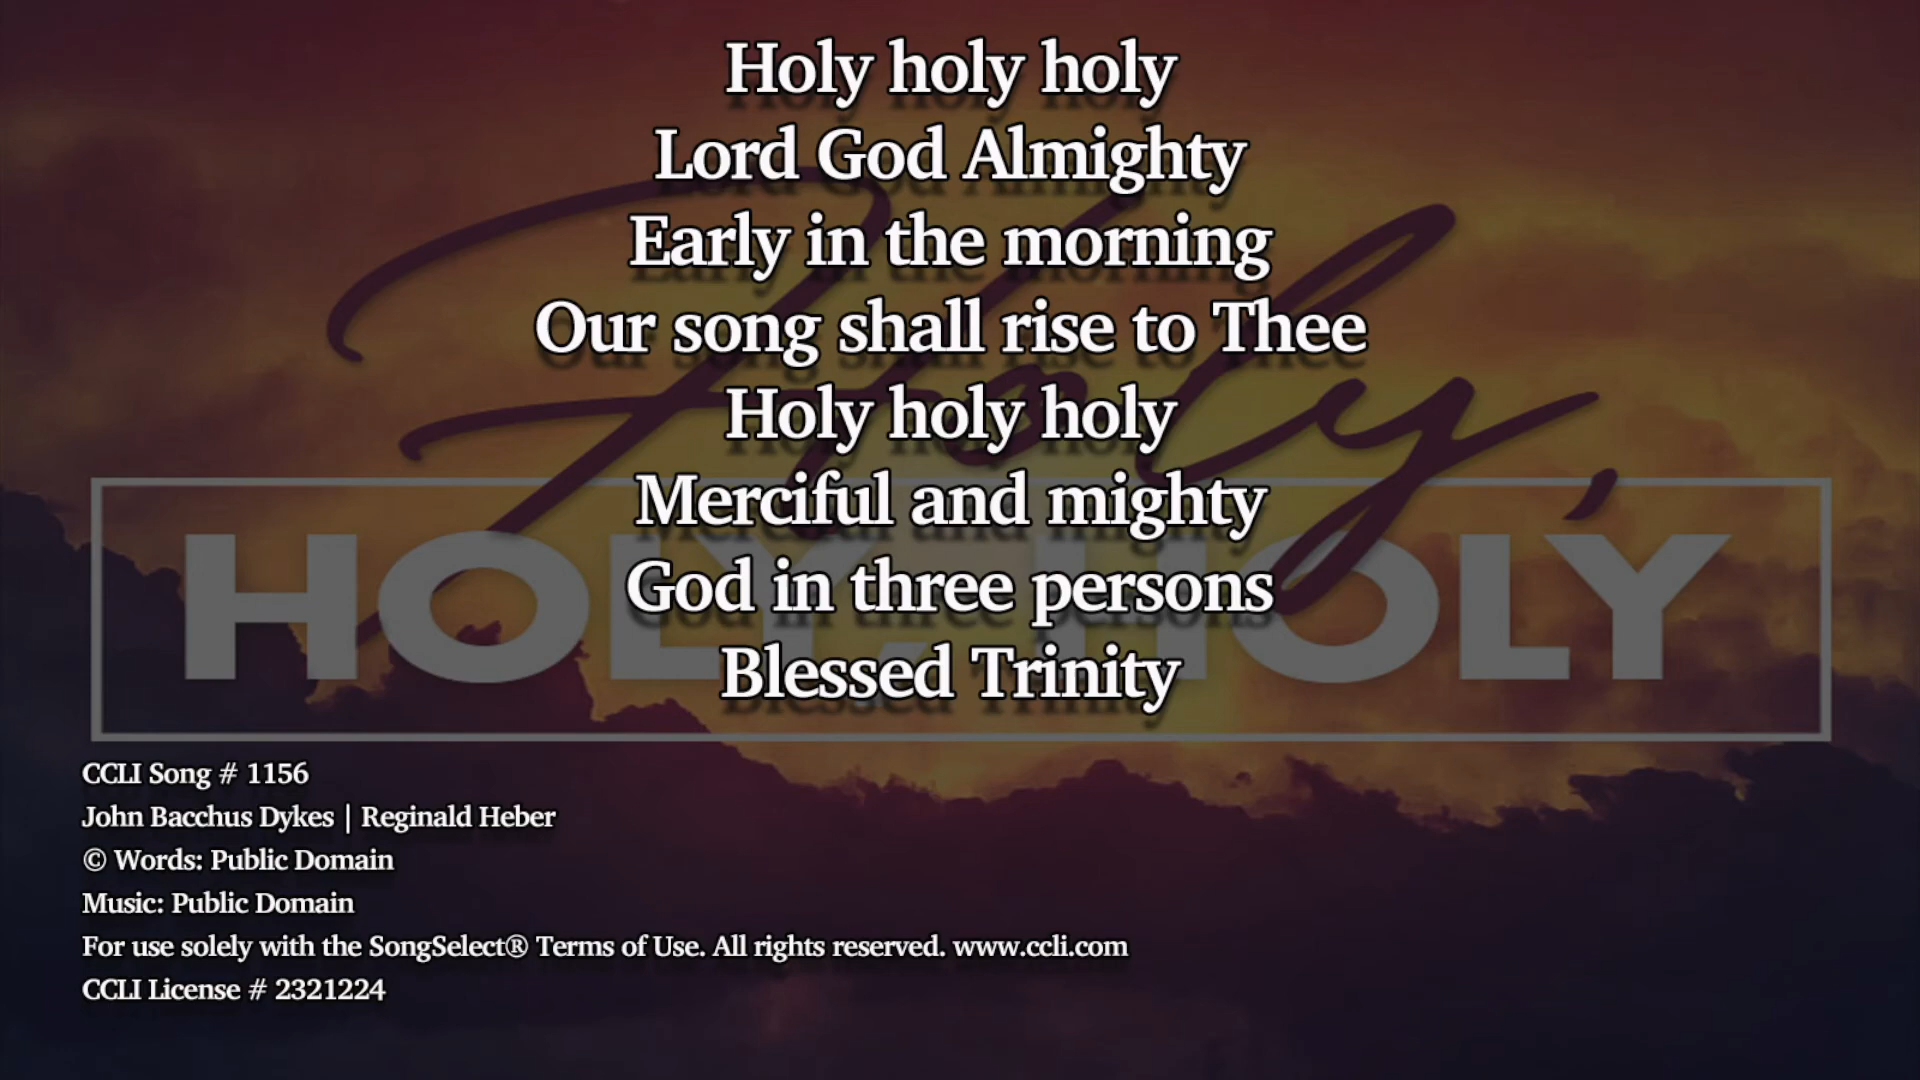 Holy holy holy
Lord God Almighty
Early in the morning
Our song shall rise to Thee
Holy holy holy
Merciful and mighty
God in three persons
Blessed Trinity
Holy,
HOLY, HOLY
CCLI Song # 1156
John Bacchus Dykes | Reginald Heber
© Words: Public Domain
Music: Public Domain
For use solely with the SongSelect® Terms of Use. All rights reserved. www.ccli.com
CCLI License # 2321224